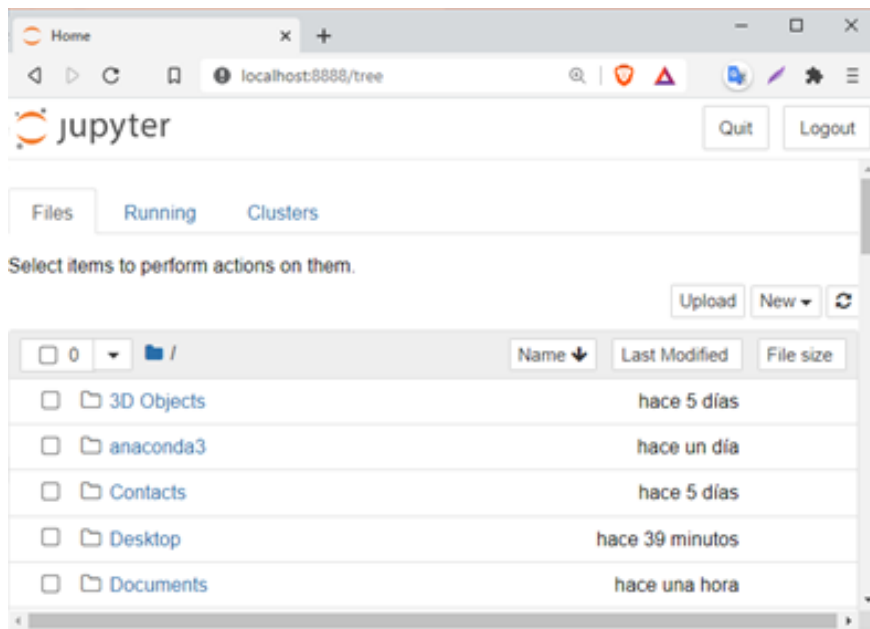 Home
localhost:8888/tree
jupyter
Quit Logout
Files Running Clusters
Select items to perform actions on them.
Upload New
0 / Name Last Modified File size
3D Objects hace 5 días
anaconda3 hace un día
Contacts hace 5 días
Desktop hace 39 minutos
Documents hace una hora